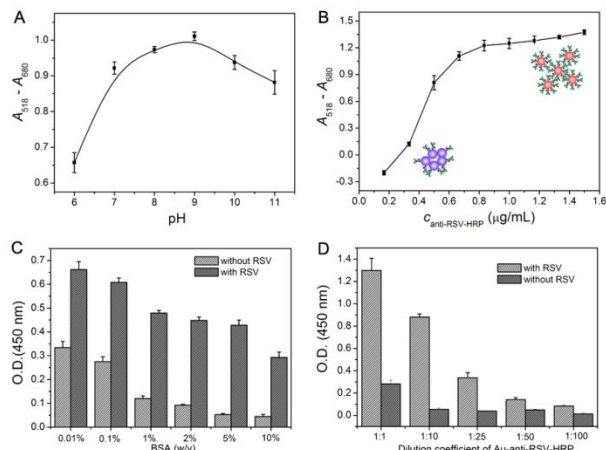 A
A518 - A680
1.0
0.9
0.8
0.7
0.6
6 7 8 9 10 11
pH
B
A518 - A680
1.8
1.5
1.2
0.9
0.6
0.3
0.0
-0.3
0.0 0.2 0.4 0.6 0.8 1.0 1.2 1.4 1.6
canti-RSV-HRP (μg/mL)
C
O.D.(450 nm)
0.7
0.6
0.5
0.4
0.3
0.2
0.1
0.0
without RSV
with RSV
0.01% 0.1% 1% 2% 5% 10%
BSA (w/v)
D
O.D. (450 nm)
1.4
1.2
1.0
0.8
0.6
0.4
0.2
0.0
with RSV
without RSV
1:1 1:10 1:25 1:50 1:100
Dilution coefficient of Au-anti-RSV-HRP